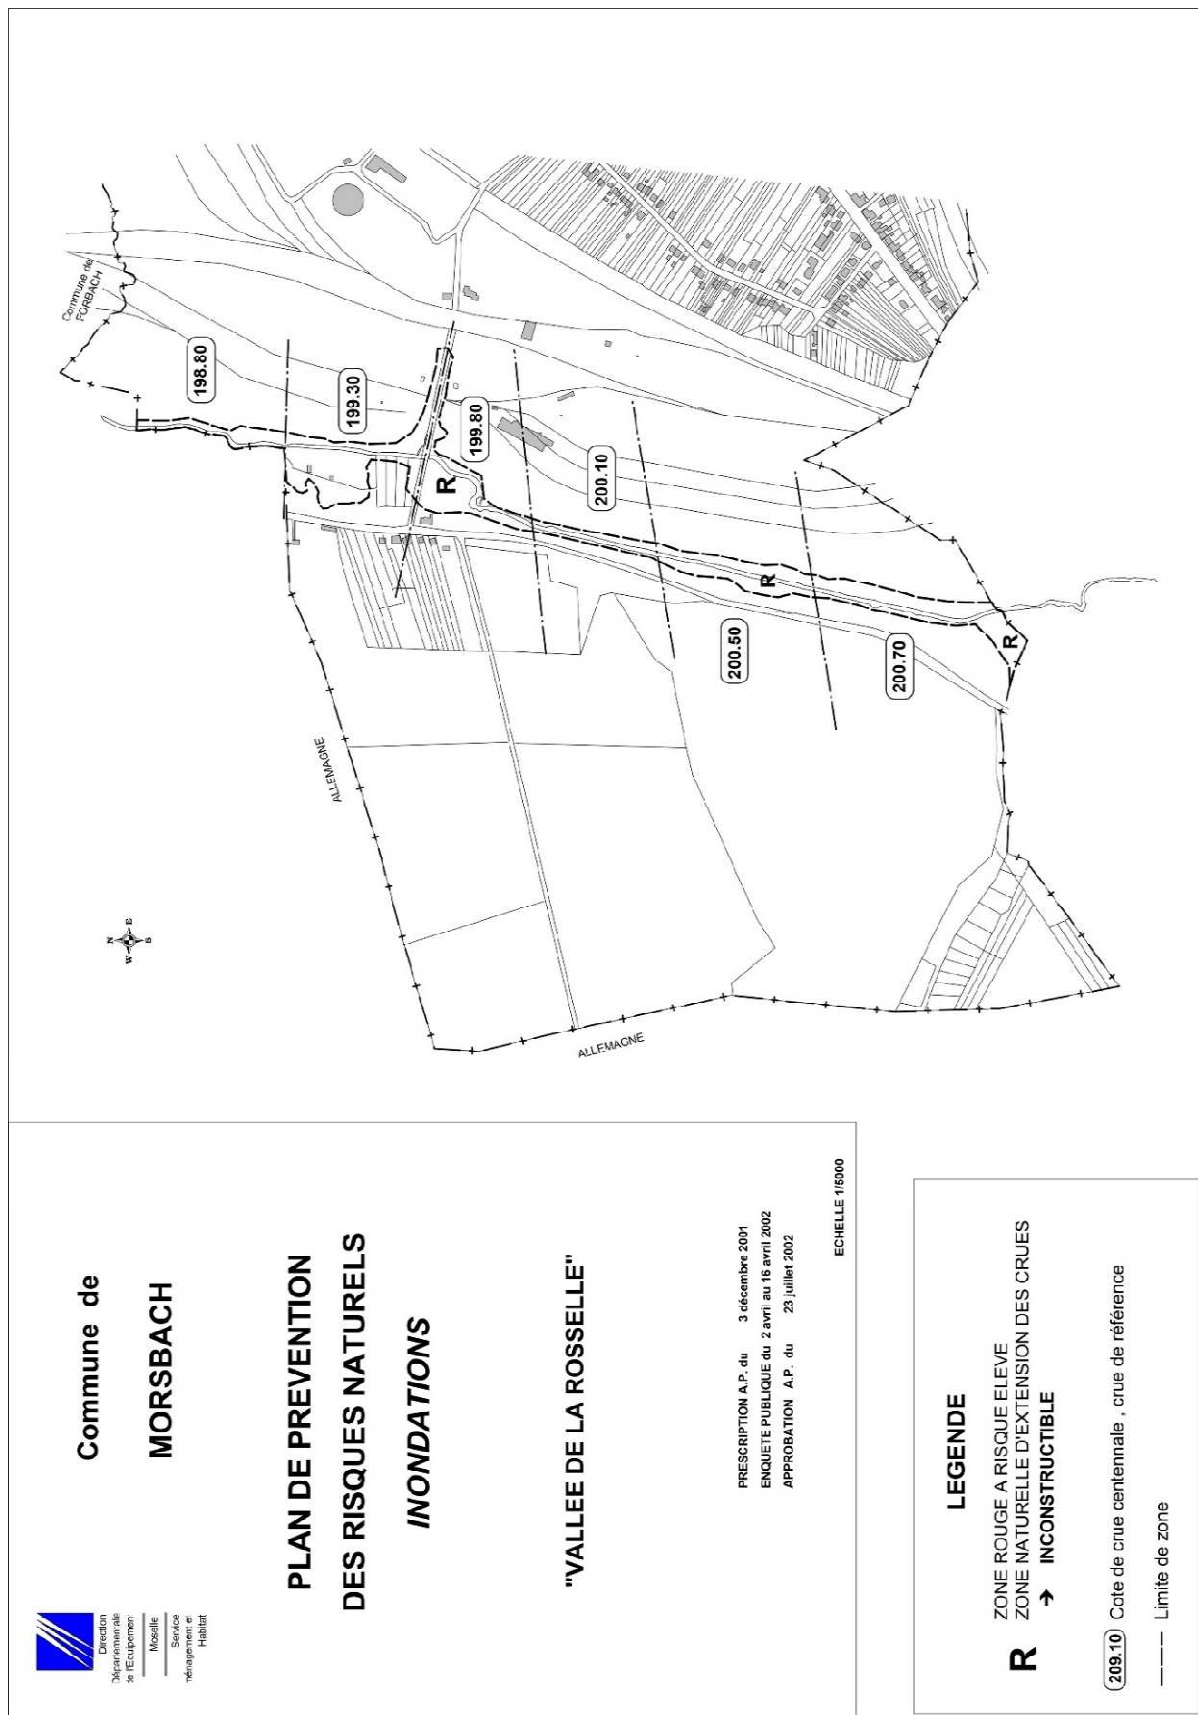 Direction
Départementale
de l'Equipement
Moselle
Service
ménagement et
Habitat
Commune de
MORSBACH
PLAN DE PREVENTION
DES RISQUES NATURELS
INONDATIONS
"VALLEE DE LA ROSSELLE"
PRESCRIPTION A.P. du 3 décembre 2001
ENQUETE PUBLIQUE du 2 avril au 16 avril 2002
APPROBATION A.P. du 23 juillet 2002
ECHELLE 1/5000
LEGENDE
R
ZONE ROUGE A RISQUE ELEVE
ZONE NATURELLE D'EXTENSION DES CRUES
➔ INCONSTRUCTIBLE
209.10 Cote de crue centennale , crue de référence
Limite de zone
Commune de
FORBACH
198.80
199.30
199.80
R
200.10
R
200.50
200.70
R
ALLEMAGNE
ALLEMAGNE
N
W E
S